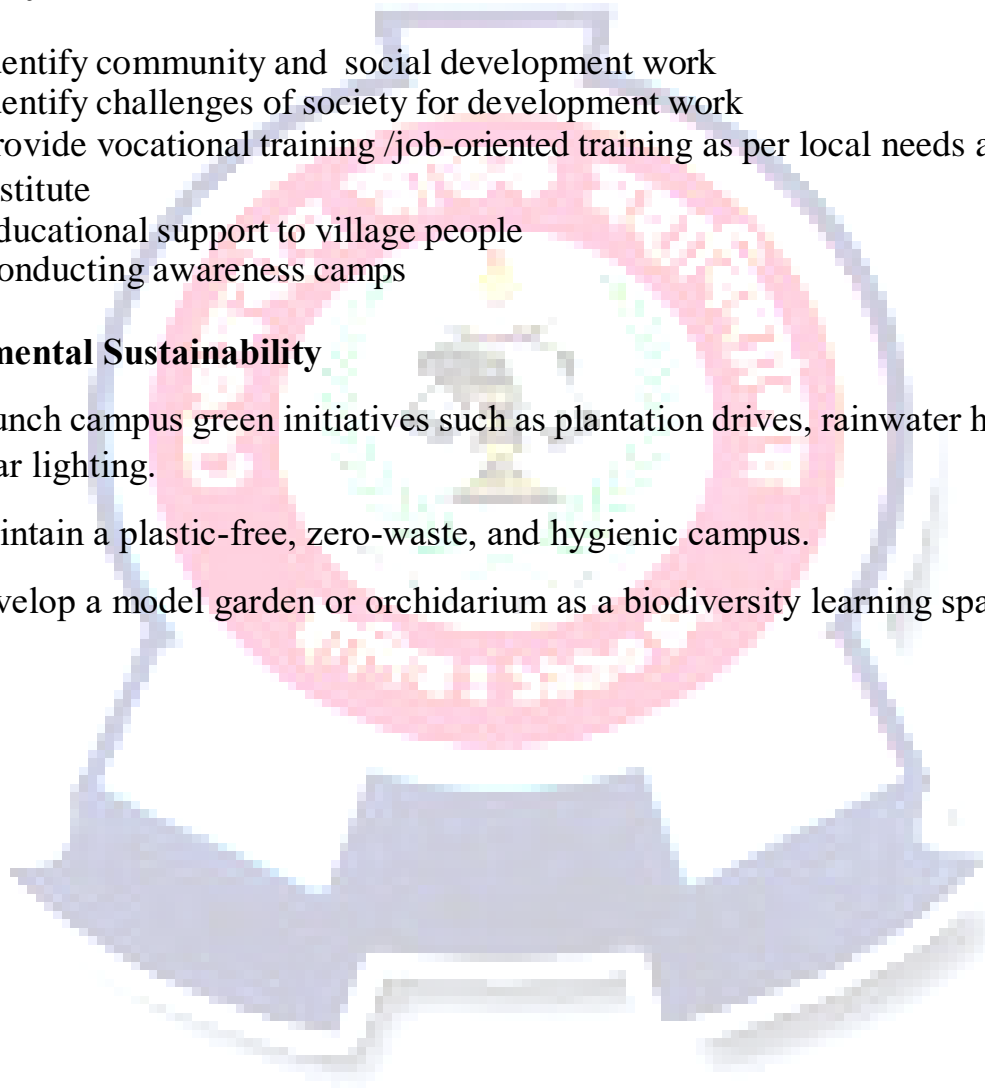 entify community and  social development work
entify challenges of society for development work
rovide vocational training /job-oriented training as per local needs a
stitute
ducational support to village people
onducting awareness camps
mental Sustainability
unch campus green initiatives such as plantation drives, rainwater h
ar lighting.
intain a plastic-free, zero-waste, and hygienic campus.
velop a model garden or orchidarium as a biodiversity learning spa